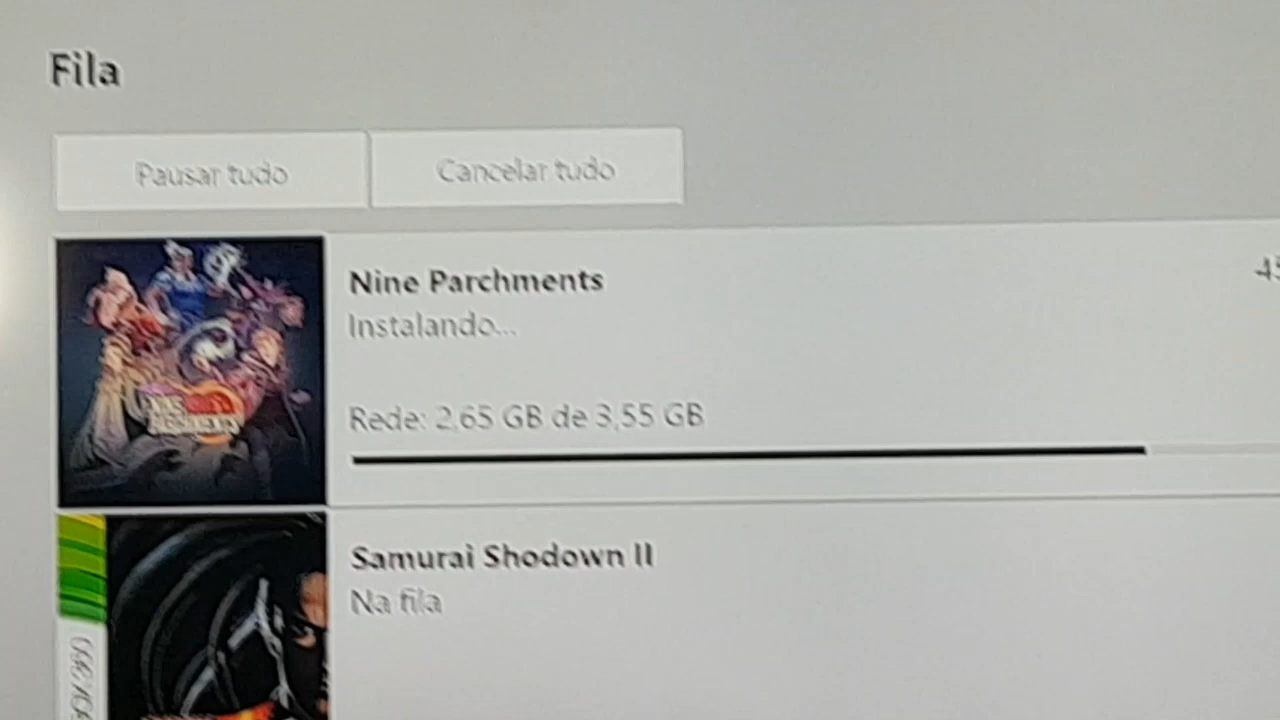 Fila
Pausar tudo
Cancelar tudo
Nine Parchments
45
Instalando...
Rede: 2,65 GB de 3,55 GB
Samurai Shodown II
Na fila